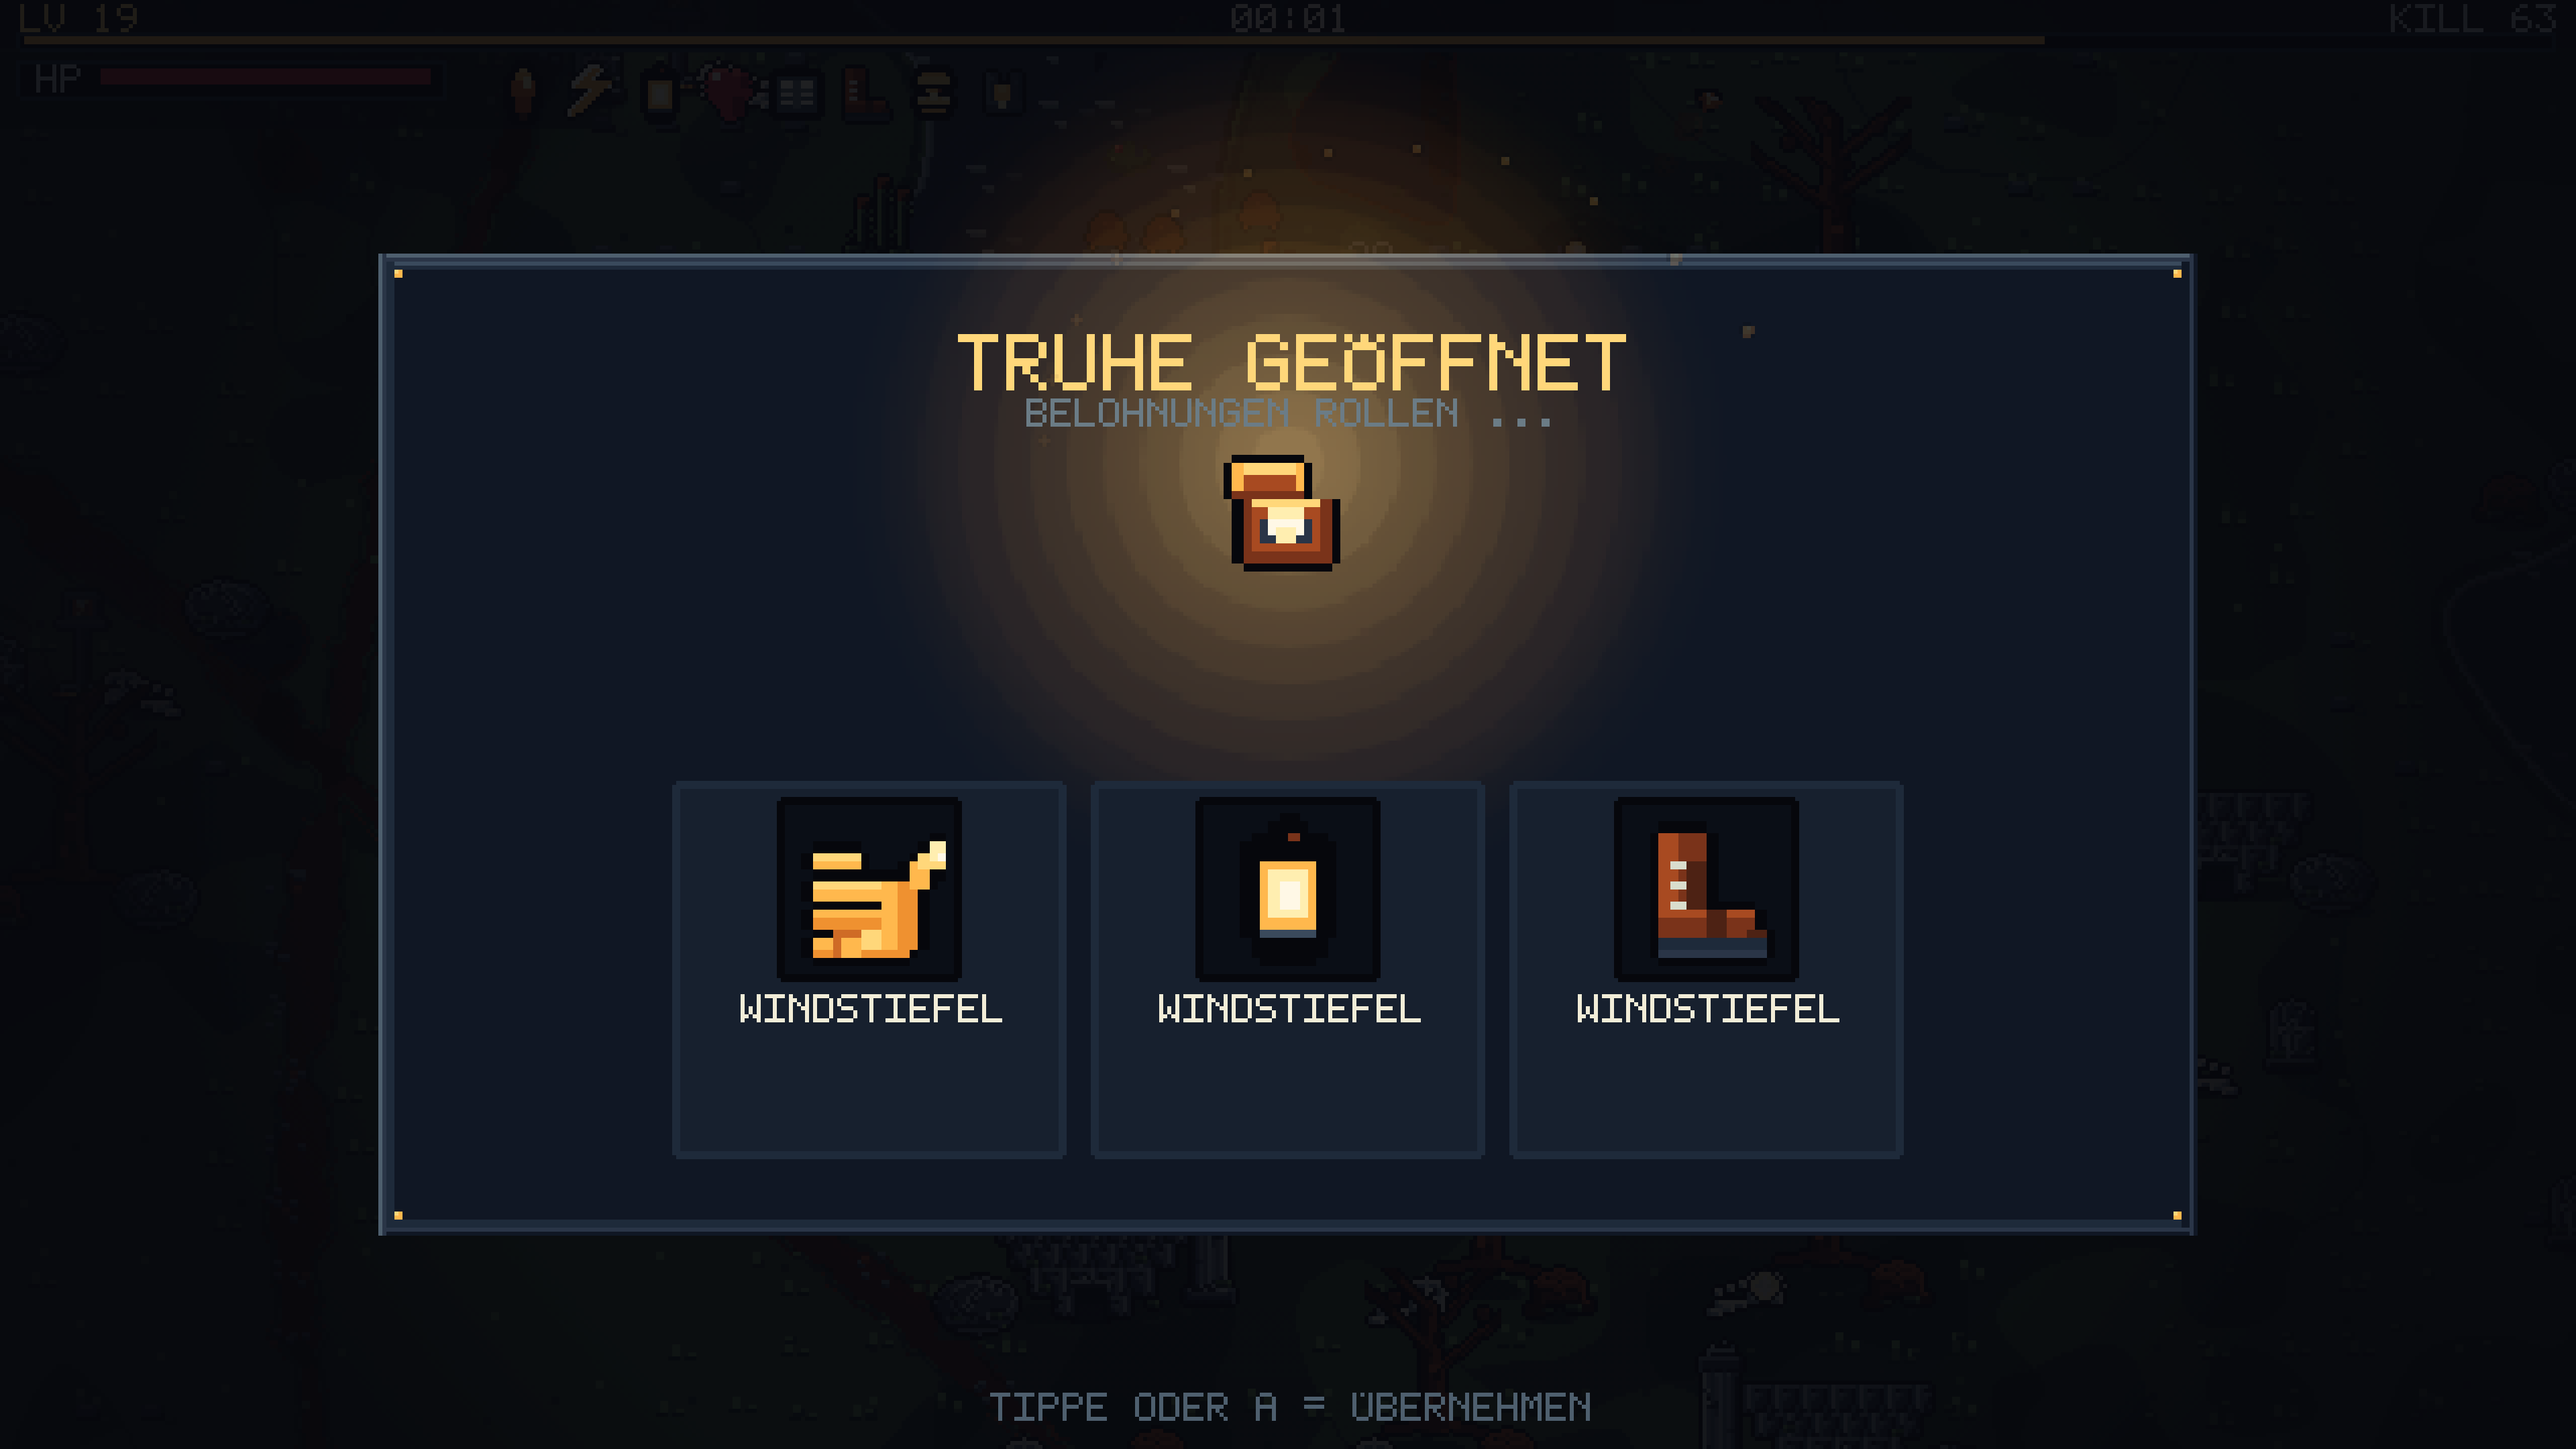 LV 19
00:01
KILL 63
HP
TRUHE GEÖFFNET
BELOHNUNGEN ROLLEN ...
WINDSTIEFEL
WINDSTIEFEL
WINDSTIEFEL
TIPPE ODER A = ÜBERNEHMEN